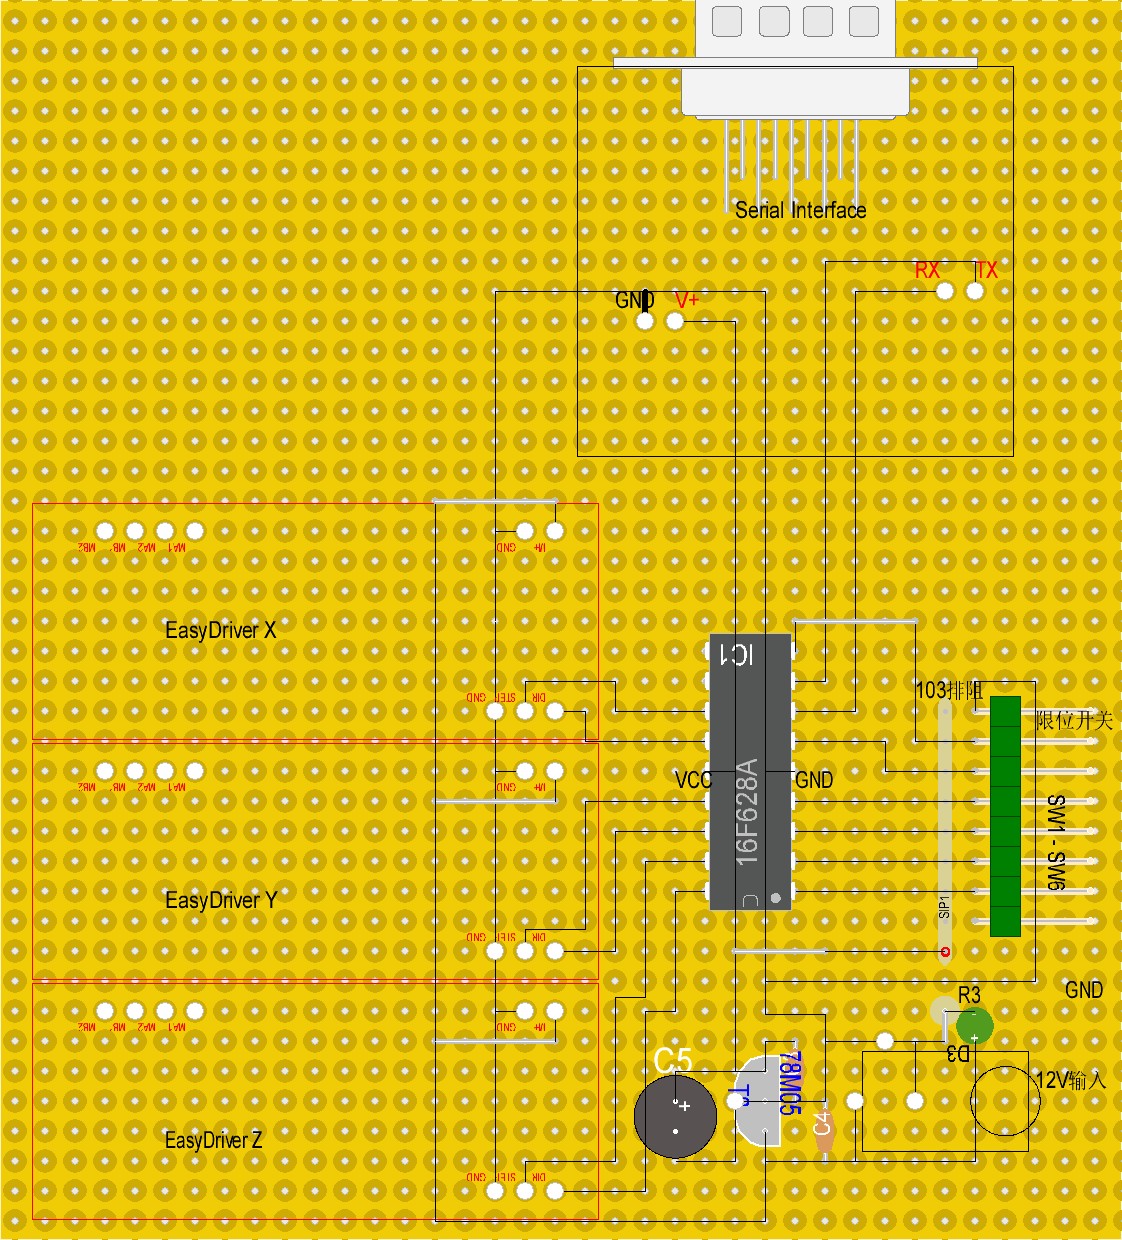 Serial Interface
RX
TX
GND
V+
MB2
MB1
MA2
MA1
GND
M+
EasyDriver X
IC1
GND
STEP
DIR
103排阻
限位开关
MB2
MB1
MA2
MA1
GND
M+
VCC
GND
16F628A
SW1 - SW6
EasyDriver Y
SIP1
GND
STEP
DIR
R3
GND
MB2
MB1
MA2
MA1
GND
M+
D3
C5
78M05
12V输入
+
C4
EasyDriver Z
GND
STEP
DIR